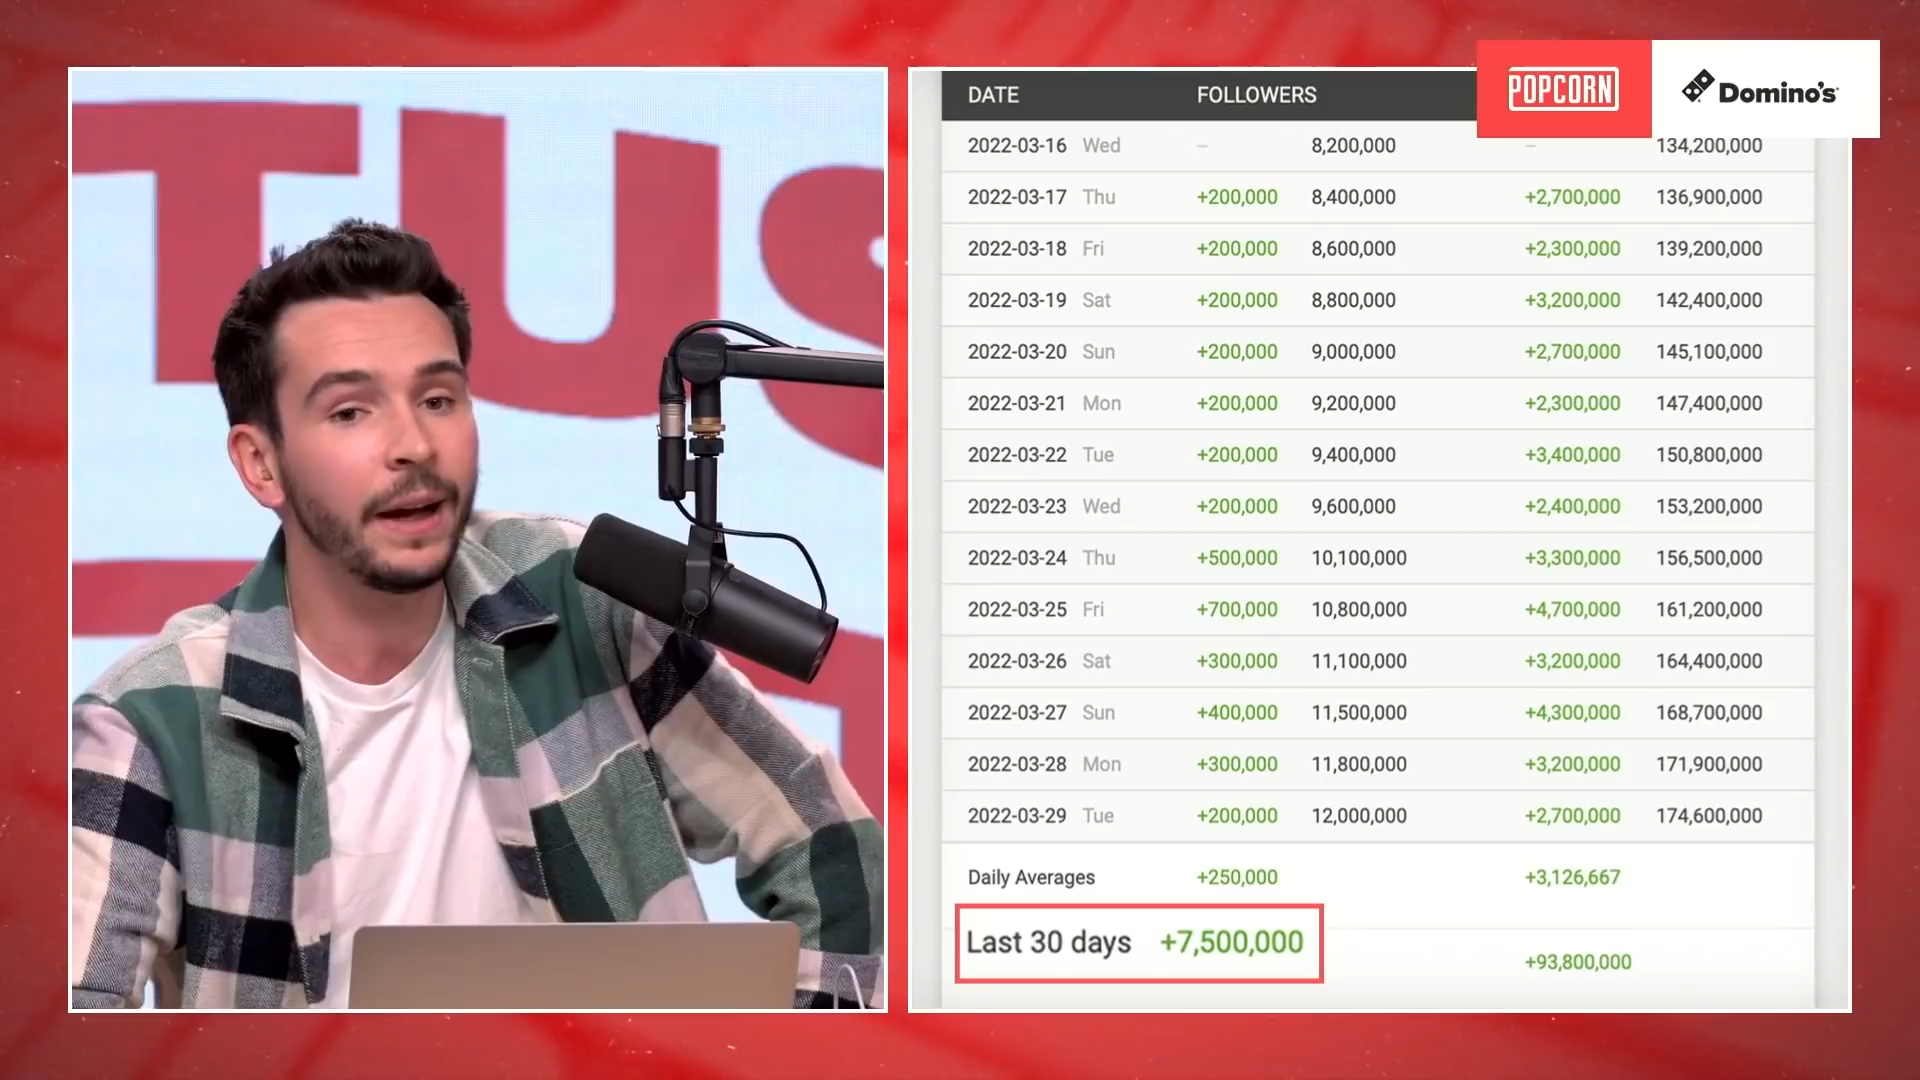 TUS
POPCORN
Domino's
DATE FOLLOWERS
2022-03-16 Wed – 8,200,000 – 134,200,000
2022-03-17 Thu +200,000 8,400,000 +2,700,000 136,900,000
2022-03-18 Fri +200,000 8,600,000 +2,300,000 139,200,000
2022-03-19 Sat +200,000 8,800,000 +3,200,000 142,400,000
2022-03-20 Sun +200,000 9,000,000 +2,700,000 145,100,000
2022-03-21 Mon +200,000 9,200,000 +2,300,000 147,400,000
2022-03-22 Tue +200,000 9,400,000 +3,400,000 150,800,000
2022-03-23 Wed +200,000 9,600,000 +2,400,000 153,200,000
2022-03-24 Thu +500,000 10,100,000 +3,300,000 156,500,000
2022-03-25 Fri +700,000 10,800,000 +4,700,000 161,200,000
2022-03-26 Sat +300,000 11,100,000 +3,200,000 164,400,000
2022-03-27 Sun +400,000 11,500,000 +4,300,000 168,700,000
2022-03-28 Mon +300,000 11,800,000 +3,200,000 171,900,000
2022-03-29 Tue +200,000 12,000,000 +2,700,000 174,600,000
Daily Averages +250,000 +3,126,667
Last 30 days +7,500,000 +93,800,000